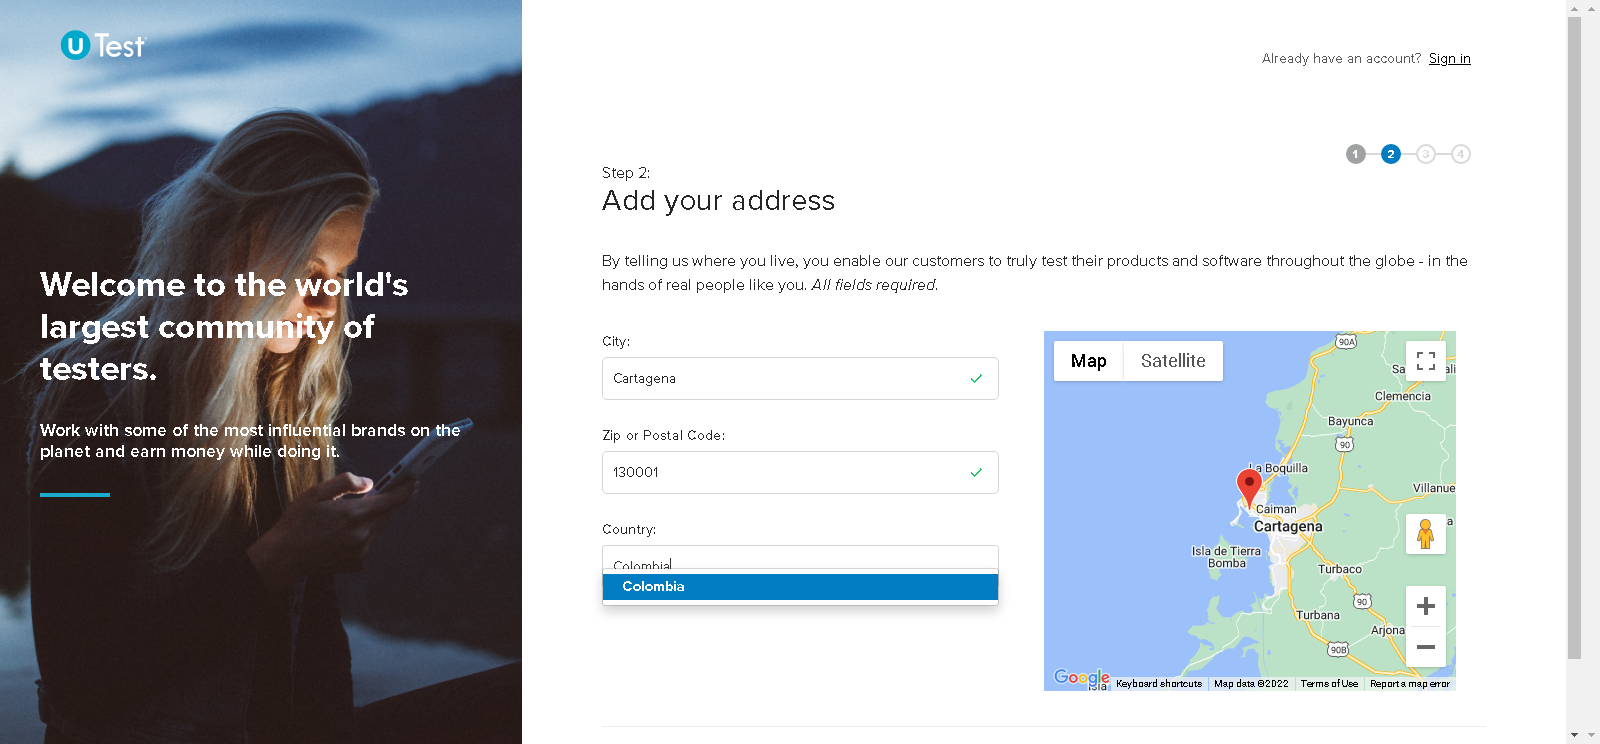 U Test
Already have an account? Sign in
1 2 3 4
Step 2:
Add your address
By telling us where you live, you enable our customers to truly test their products and software throughout the globe - in the
hands of real people like you. All fields required.
Welcome to the world's
largest community of
testers.
Work with some of the most influential brands on the
planet and earn money while doing it.
City:
Cartagena
Zip or Postal Code:
130001
Country:
Colombia
Colombia
Map Satellite
90A
Clemencia
Bayunca
90
La Boquilla
Villanue
Caiman
Cartagena
Isla de Tierra
Bomba
Turbaco
90
Turbana
Arjona
90B
Google
Isla
Keyboard shortcuts Map data ©2022 Terms of Use Report a map error